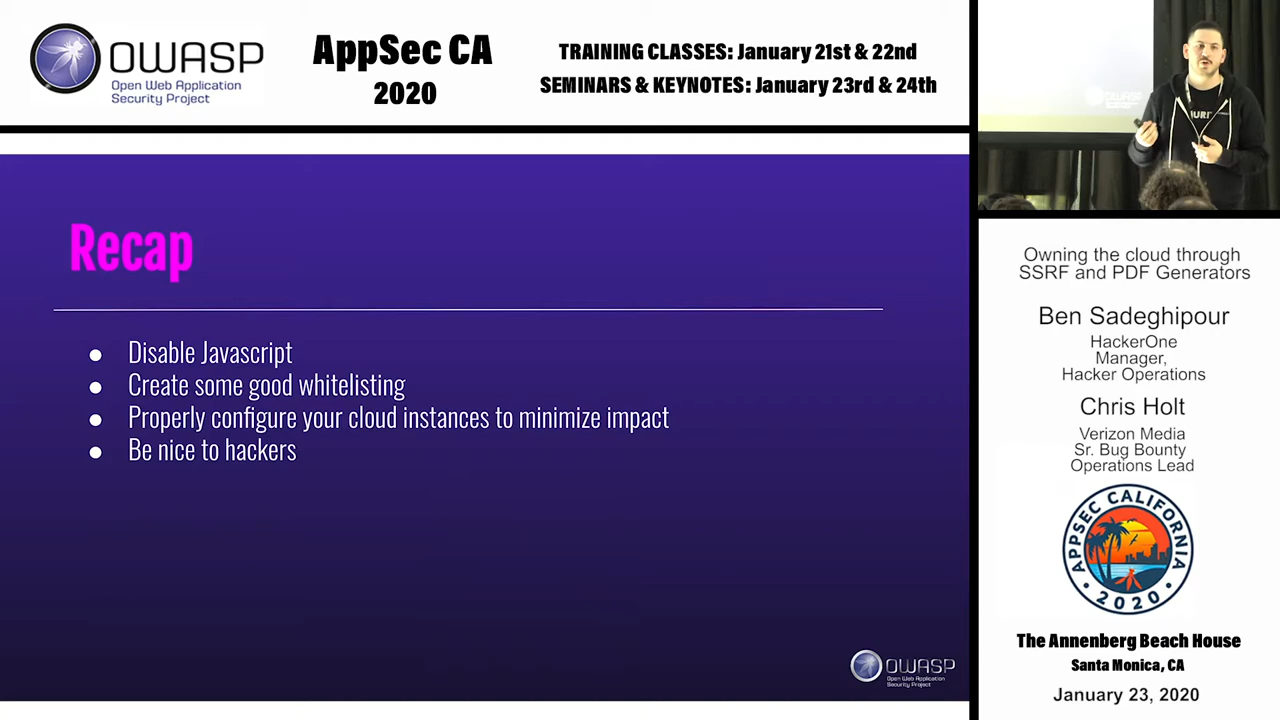 OWASP
Open Web Application
Security Project
AppSec CA
2020
TRAINING CLASSES: January 21st & 22nd
SEMINARS & KEYNOTES: January 23rd & 24th
Recap
● Disable Javascript
● Create some good whitelisting
● Properly configure your cloud instances to minimize impact
● Be nice to hackers
OWASP
Open Web Application
Security Project
OWASP
Owning the cloud through
SSRF and PDF Generators
Ben Sadeghipour
HackerOne
Manager,
Hacker Operations
Chris Holt
Verizon Media
Sr. Bug Bounty
Operations Lead
APPSEC CALIFORNIA
• 2020 •
The Annenberg Beach House
Santa Monica, CA
January 23, 2020